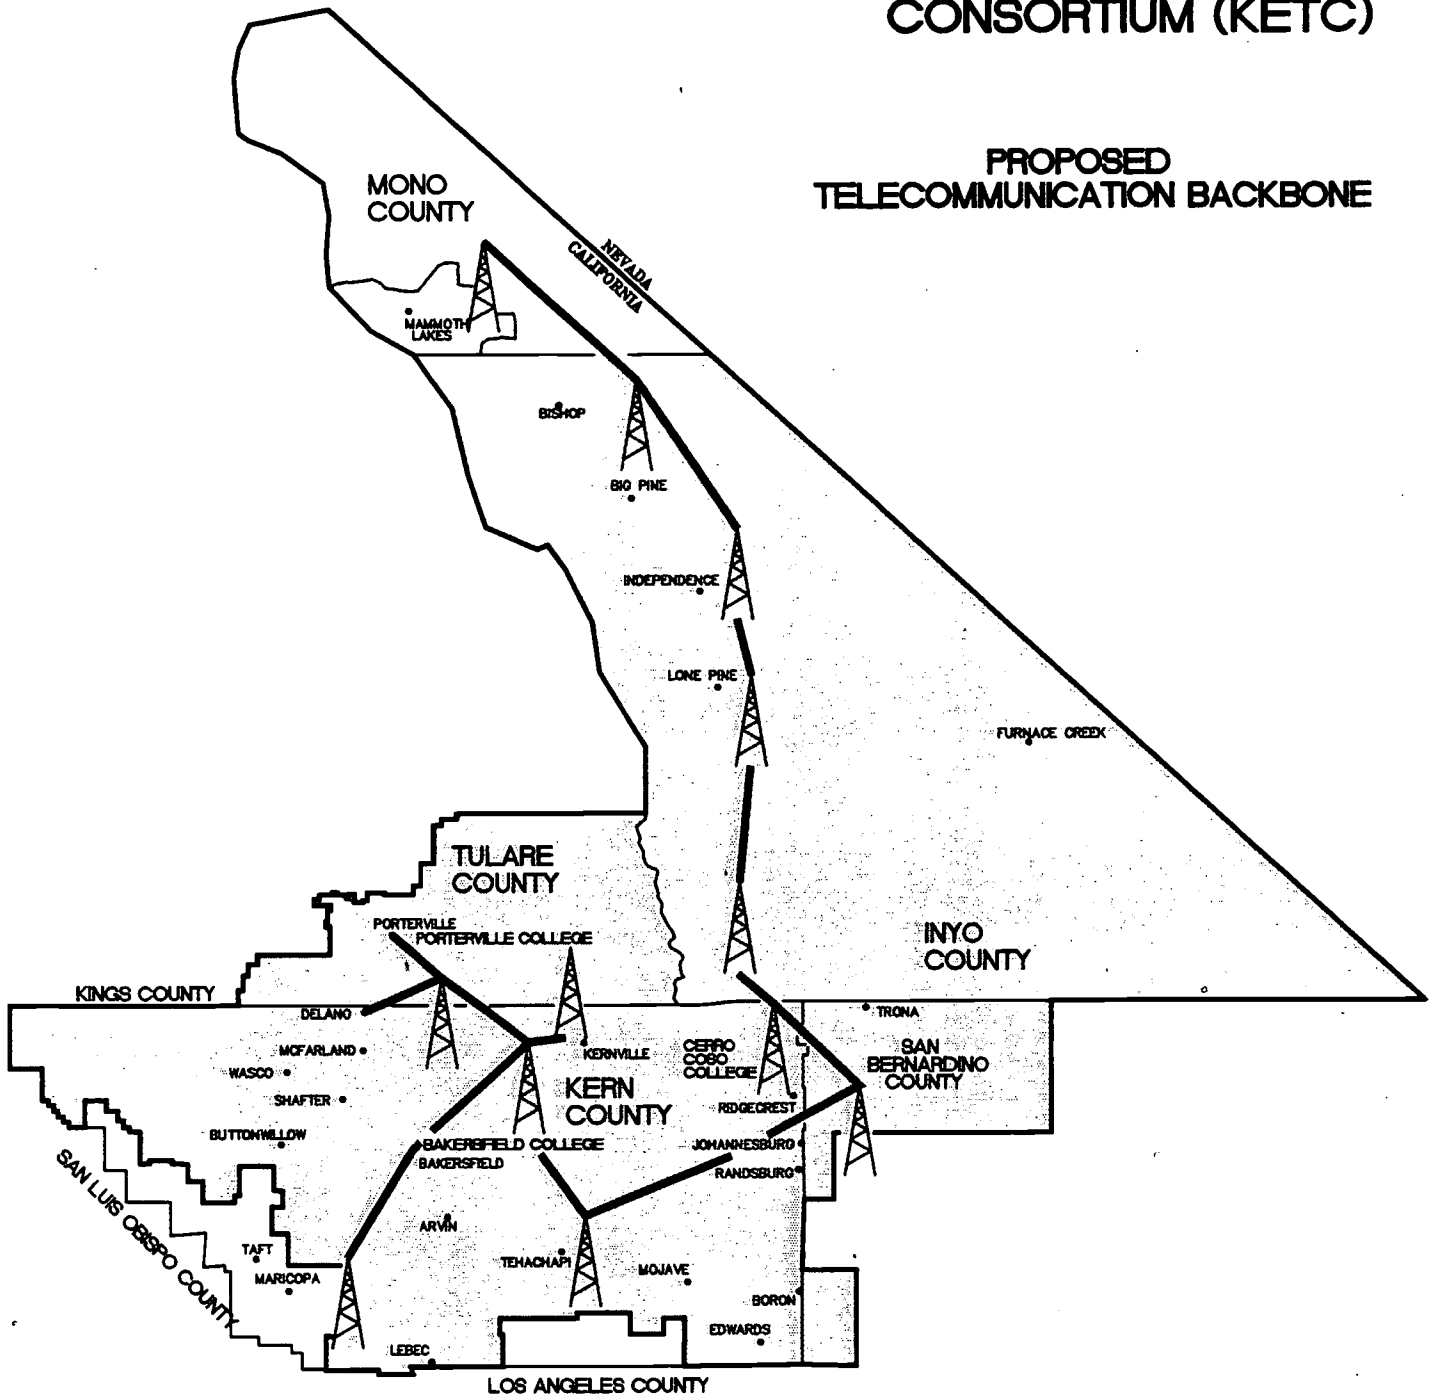 CONSORTIUM (KETC)
PROPOSED
TELECOMMUNICATION BACKBONE
MONO
COUNTY
NEVADA
CALIFORNIA
MAMMOTH
LAKES
BISHOP
BIG PINE
INDEPENDENCE
LONE PINE
FURNACE CREEK
TULARE
COUNTY
PORTERVILLE
PORTERVILLE COLLEGE
INYO
COUNTY
KINGS COUNTY
DELANO
TRONA
MCFARLAND
KERNVILLE
CERRO
COSO
COLLEGE
SAN
BERNARDINO
COUNTY
WASCO
SHAFTER
KERN
COUNTY
RIDGECREST
BUTTONWILLOW
BAKERSFIELD COLLEGE
BAKERSFIELD
JOHANNESBURG
RANDSBURG
SAN LUIS OBISPO COUNTY
ARVIN
TAFT
MARICOPA
TEHACHAPI
MOJAVE
BORON
EDWARDS
LEBEC
LOS ANGELES COUNTY